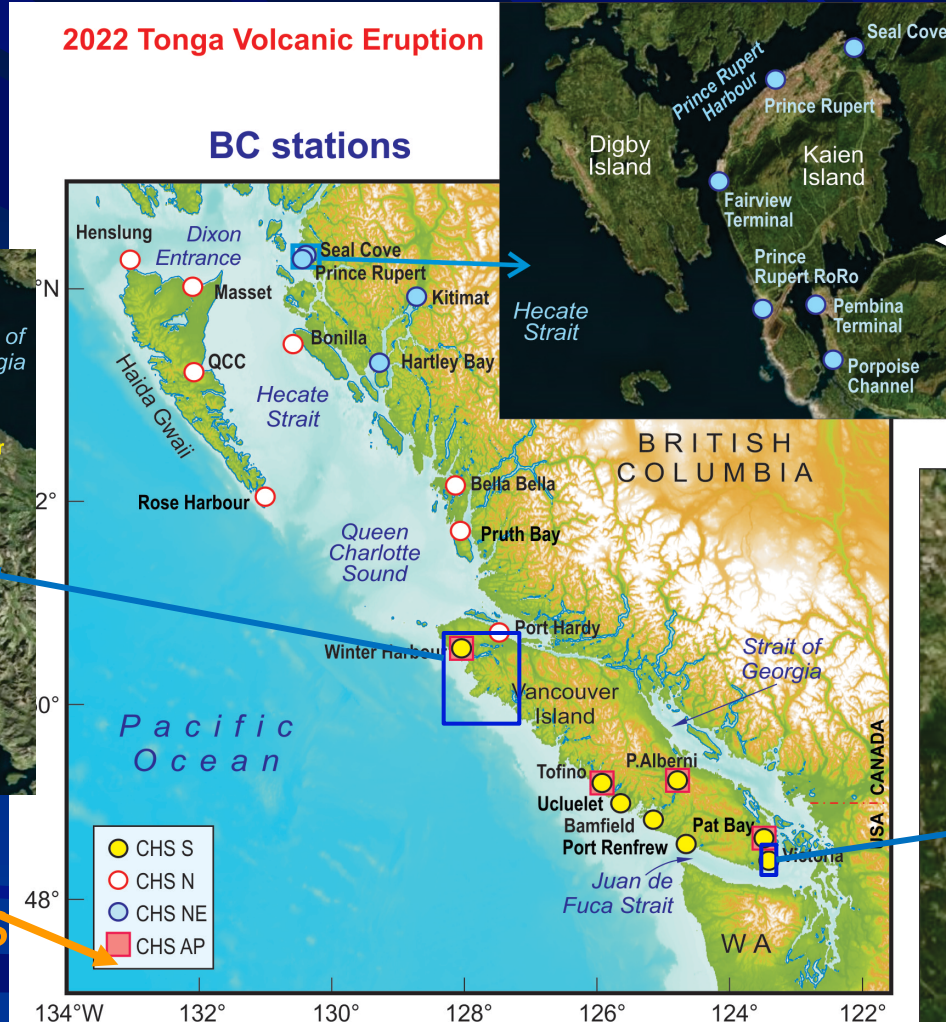 2022 Tonga Volcanic Eruption
BC stations
Seal Cove
Prince Rupert
Harbour
Prince Rupert
Digby
Island
Kaien
Island
Fairview
Terminal
Prince
Rupert RoRo
Pembina
Terminal
Porpoise
Channel
Hecate
Strait
Henslung
Dixon
Entrance
Masset
QCC
Haida Gwaii
Rose Harbour
Seal Cove
Prince Rupert
Kitimat
Bonilla
Hartley Bay
Hecate
Strait
Bella Bella
Pruth Bay
Queen
Charlotte
Sound
BRITISH
COLUMBIA
Port Hardy
Winter Harbour
Vancouver
Island
Strait of
Georgia
Pacific
Ocean
P.Alberni
Tofino
Ucluelet
Bamfield
Port Renfrew
Pat Bay
Victoria
Juan de
Fuca Strait
CANADA
USA
WA
CHS S
CHS N
CHS NE
CHS AP
°N
2°
50°
48°
134°W 132° 130° 128° 126° 124° 122°
of
gia